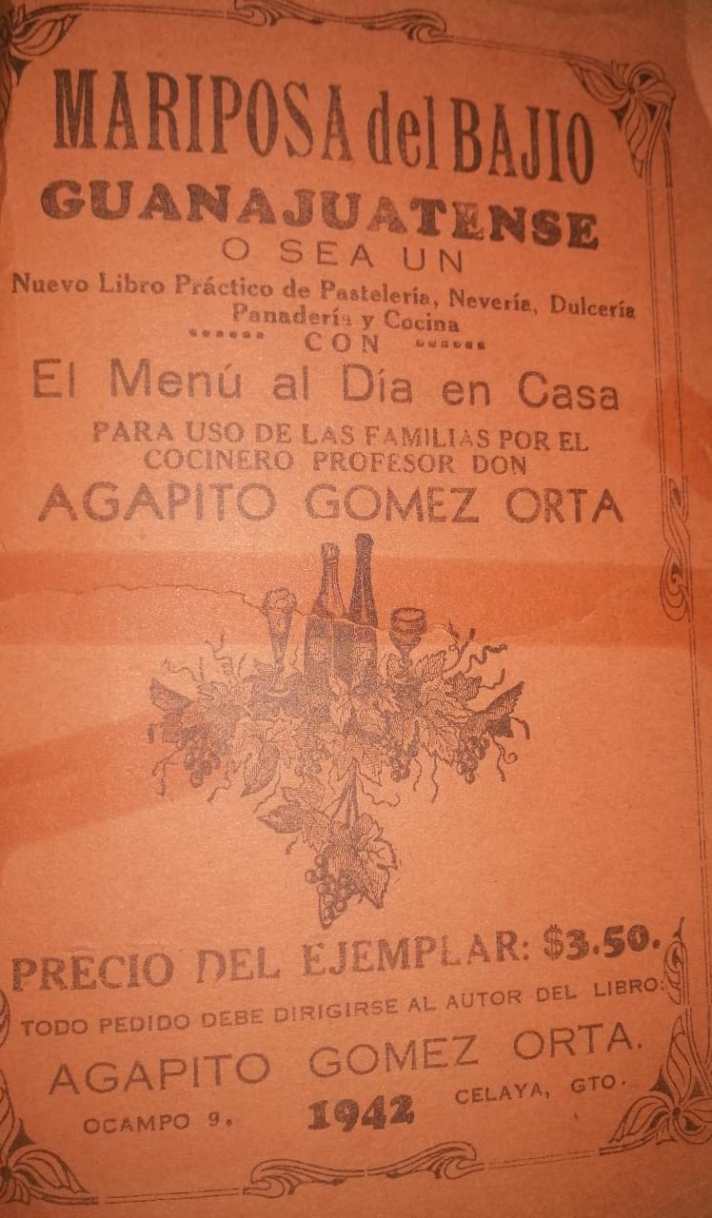 MARIPOSA del BAJIO
GUANAJUATENSE
O SEA UN
Nuevo Libro Práctico de Pastelería, Nevería, Dulcería
Panadería y Cocina
CON
El Menú al Día en Casa
PARA USO DE LAS FAMILIAS POR EL
COCINERO PROFESOR DON
AGAPITO GOMEZ ORTA
PRECIO DEL EJEMPLAR: $3.50.
TODO PEDIDO DEBE DIRIGIRSE AL AUTOR DEL LIBRO:
AGAPITO GOMEZ ORTA.
OCAMPO 9. 1942 CELAYA, GTO.